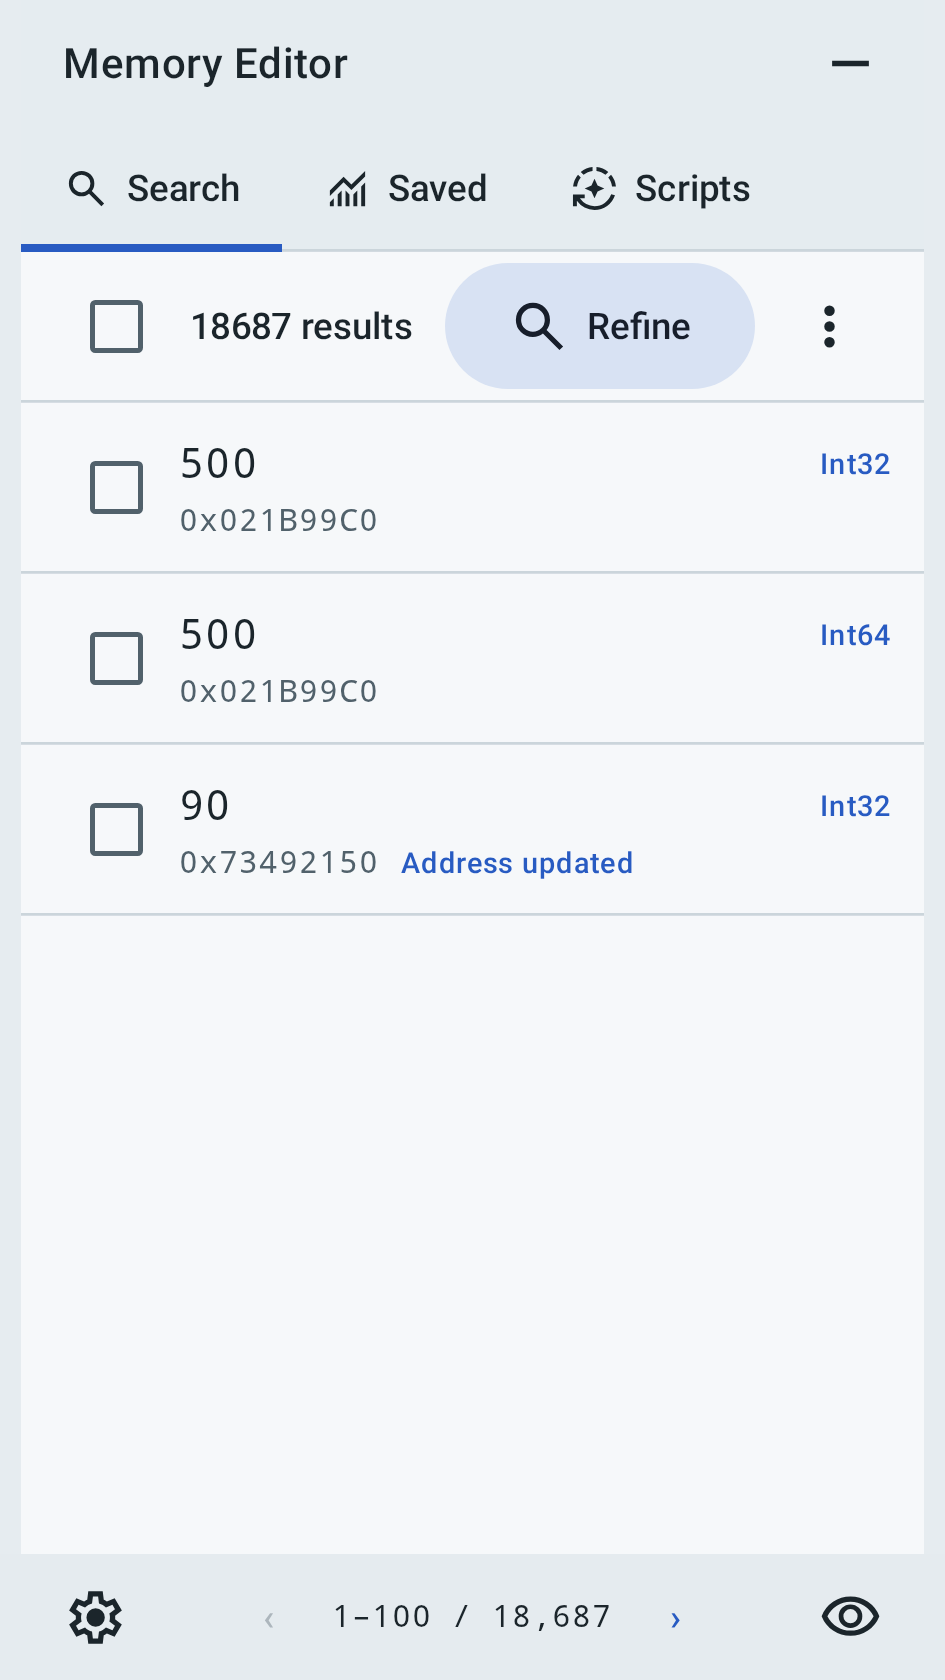 Memory Editor
Search Saved Scripts
18687 results Refine
500 Int32
0x021B99C0
500 Int64
0x021B99C0
90 Int32
0x73492150 Address updated
‹ 1–100 / 18,687 ›